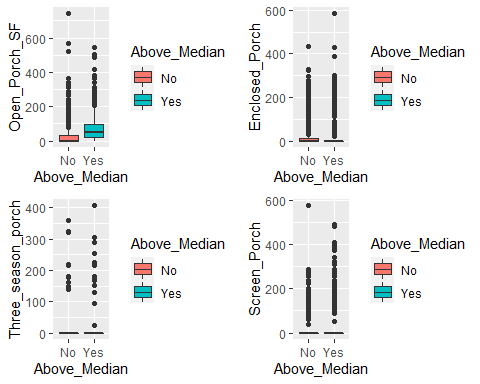 Open_Porch_SF
600
400
200
0
No Yes
Above_Median
Above_Median
No
Yes
Enclosed_Porch
600
400
200
0
No Yes
Above_Median
Above_Median
No
Yes
Three_season_porch
400
300
200
100
0
No Yes
Above_Median
Above_Median
No
Yes
Screen_Porch
600
400
200
0
No Yes
Above_Median
Above_Median
No
Yes